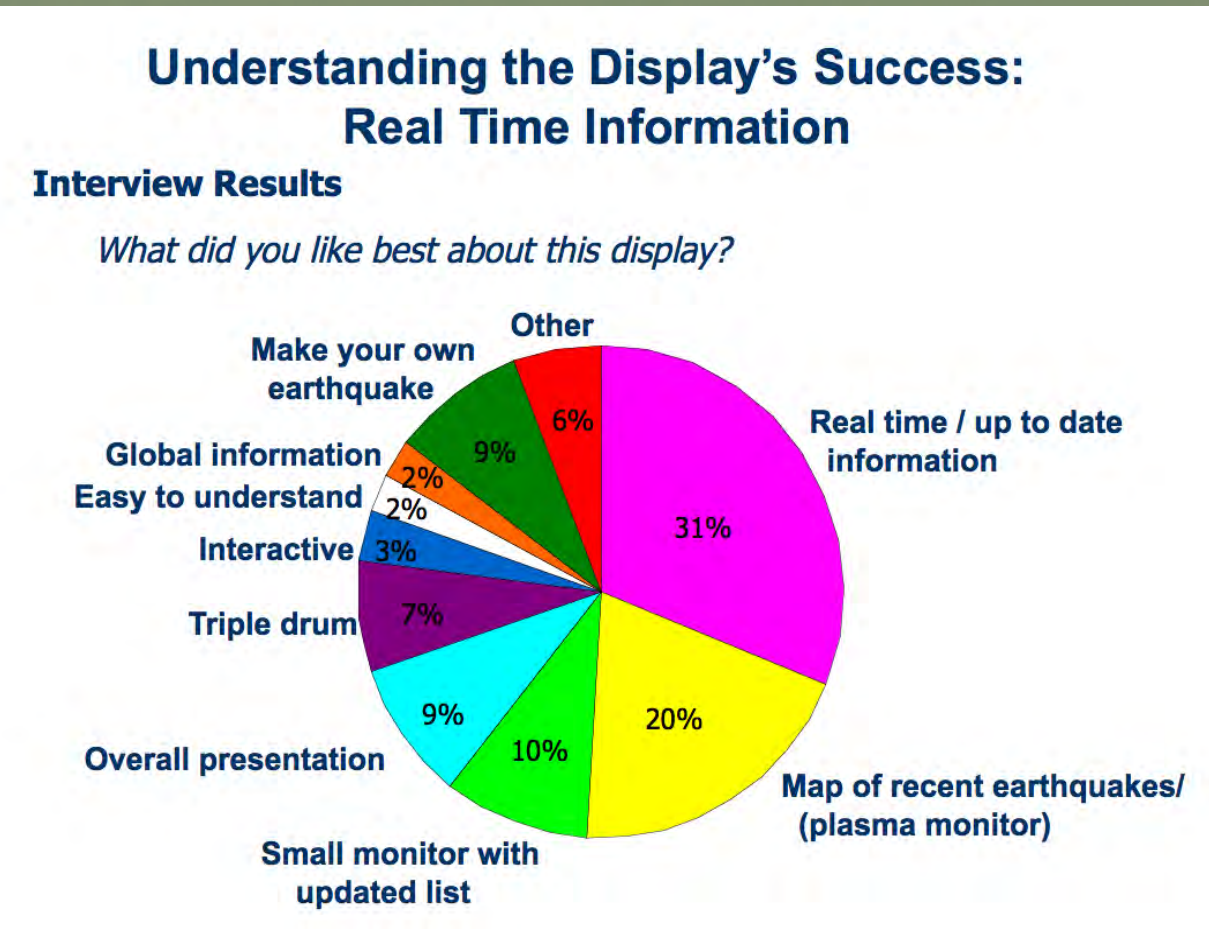 Understanding the Display's Success:
Real Time Information
Interview Results
What did you like best about this display?
Other
Make your own
earthquake
Global information
Easy to understand
Interactive
Triple drum
Overall presentation
Small monitor with
updated list
Map of recent earthquakes/
(plasma monitor)
Real time / up to date
information
6%
9%
2%
2%
3%
7%
9%
10%
20%
31%